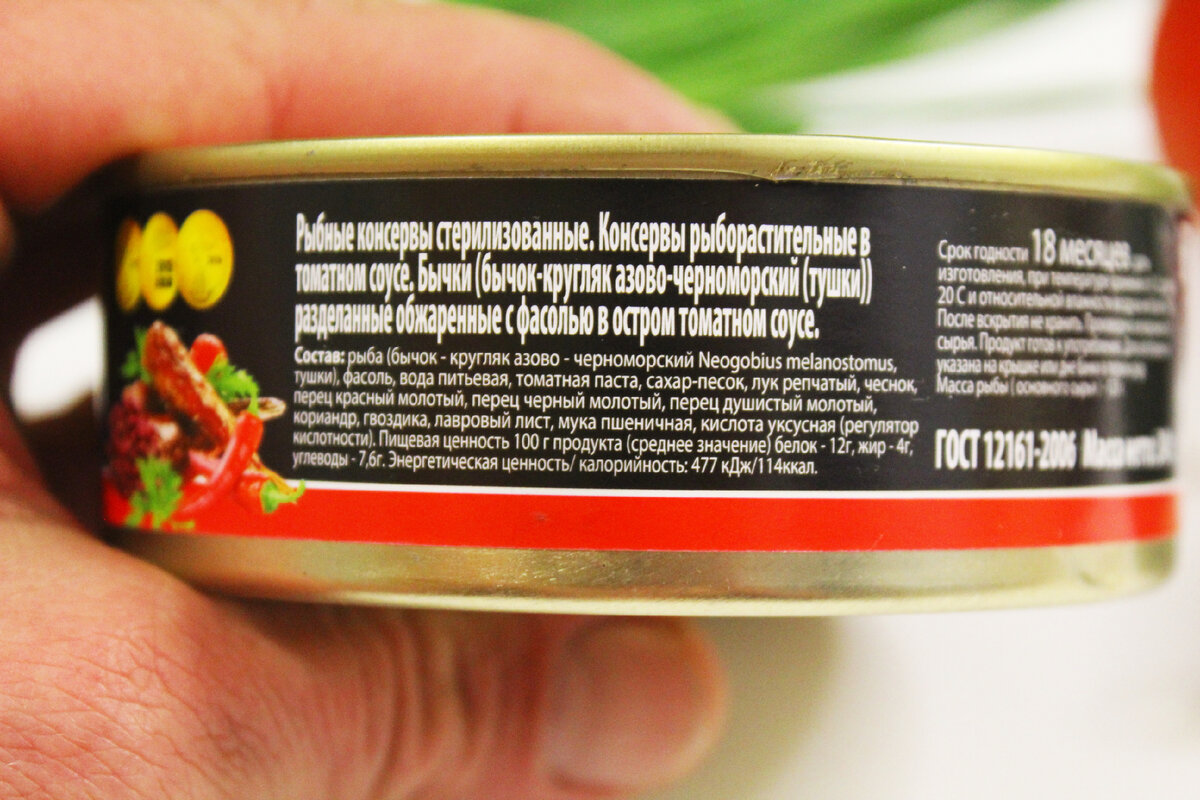 Рыбные консервы стерилизованные. Консервы рыборастительные в
томатном соусе. Бычки (бычок-кругляк азово-черноморский (тушки))
разделанные обжаренные с фасолью в остром томатном соусе.
Состав: рыба (бычок - кругляк азово - черноморский Neogobius melanostomus,
тушки), фасоль, вода питьевая, томатная паста, сахар-песок, лук репчатый, чеснок,
перец красный молотый, перец черный молотый, перец душистый молотый,
кориандр, гвоздика, лавровый лист, мука пшеничная, кислота уксусная (регулятор
кислотности). Пищевая ценность 100 г продукта (среднее значение) белок - 12г, жир - 4г,
углеводы - 7,6г. Энергетическая ценность/ калорийность: 477 кДж/114ккал.
Срок годности 18 месяцев
изготовления, при температуре
20 С и относительной влажности
После вскрытия не хранить.
сырья. Продукт готов к употреблению.
указана на крышке или дне
Масса рыбы ( основного сырья
ГОСТ 12161-2006 Масса нетто: